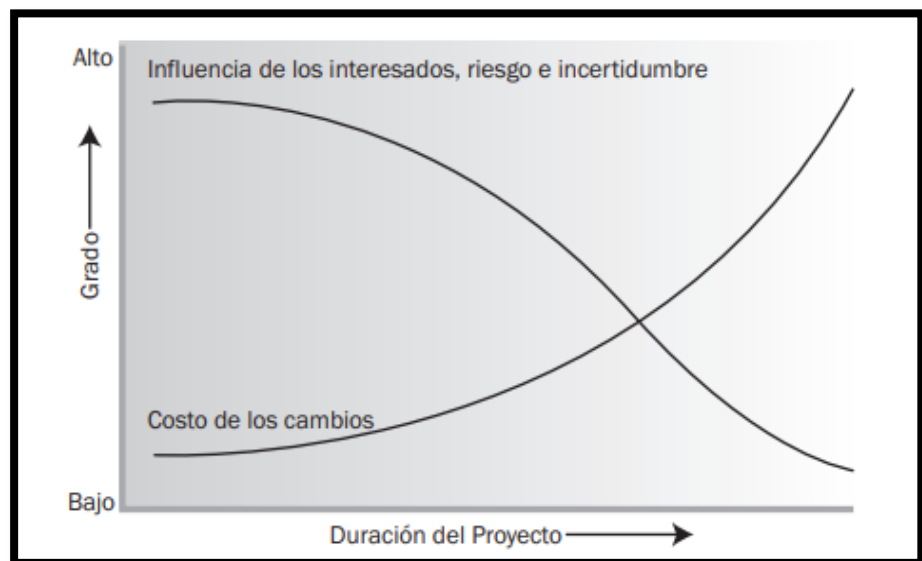 Alto
Influencia de los interesados, riesgo e incertidumbre
Grado
Costo de los cambios
Bajo
Duración del Proyecto